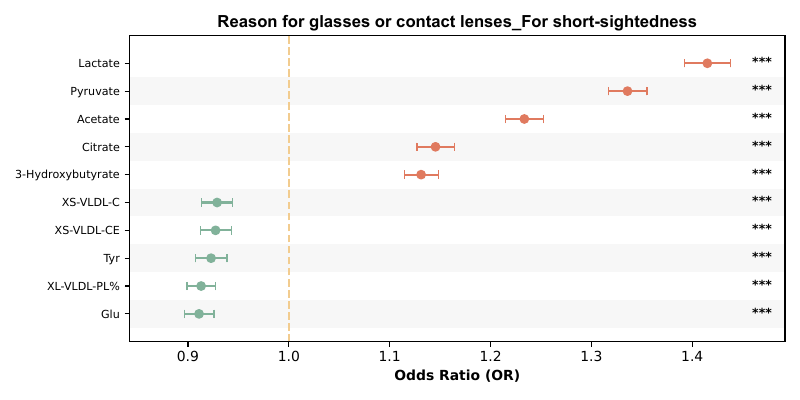 Reason for glasses or contact lenses_For short-sightedness
Lactate ***
Pyruvate ***
Acetate ***
Citrate ***
3-Hydroxybutyrate ***
XS-VLDL-C ***
XS-VLDL-CE ***
Tyr ***
XL-VLDL-PL% ***
Glu ***
0.9 1.0 1.1 1.2 1.3 1.4
Odds Ratio (OR)